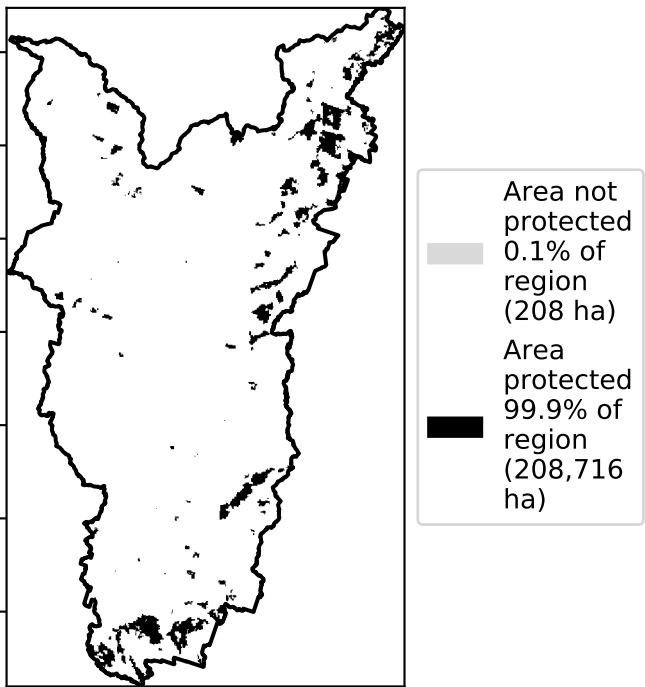 Area not
protected
0.1% of
region
(208 ha)
Area
protected
99.9% of
region
(208,716
ha)